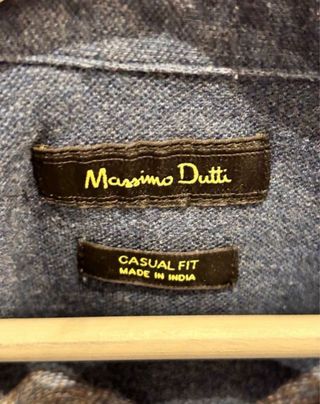 Massimo Dutti
CASUAL FIT
MADE IN INDIA